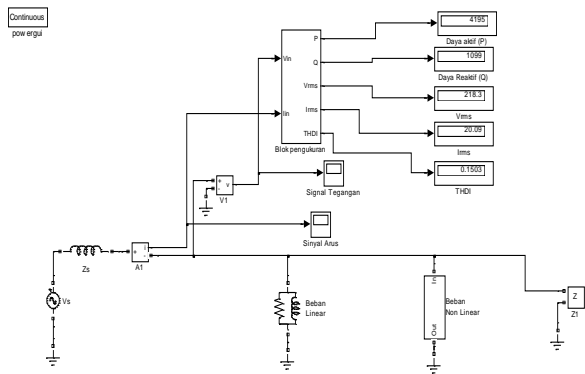 Continuous
pow ergui
P
Q
Vrms
Irms
THDI
Vin
Iin
Blok pengukuran
4195
Daya aktif (P)
1099
Daya Reaktif (Q)
218.3
Vrms
20.09
Irms
0.1503
THDI
+
-
v
V1
Signal Tegangan
Sinyal Arus
Zs
+
i
-
A1
Vs
Beban
Linear
In
Out
Beban
Non Linear
+
-
Z
Z1